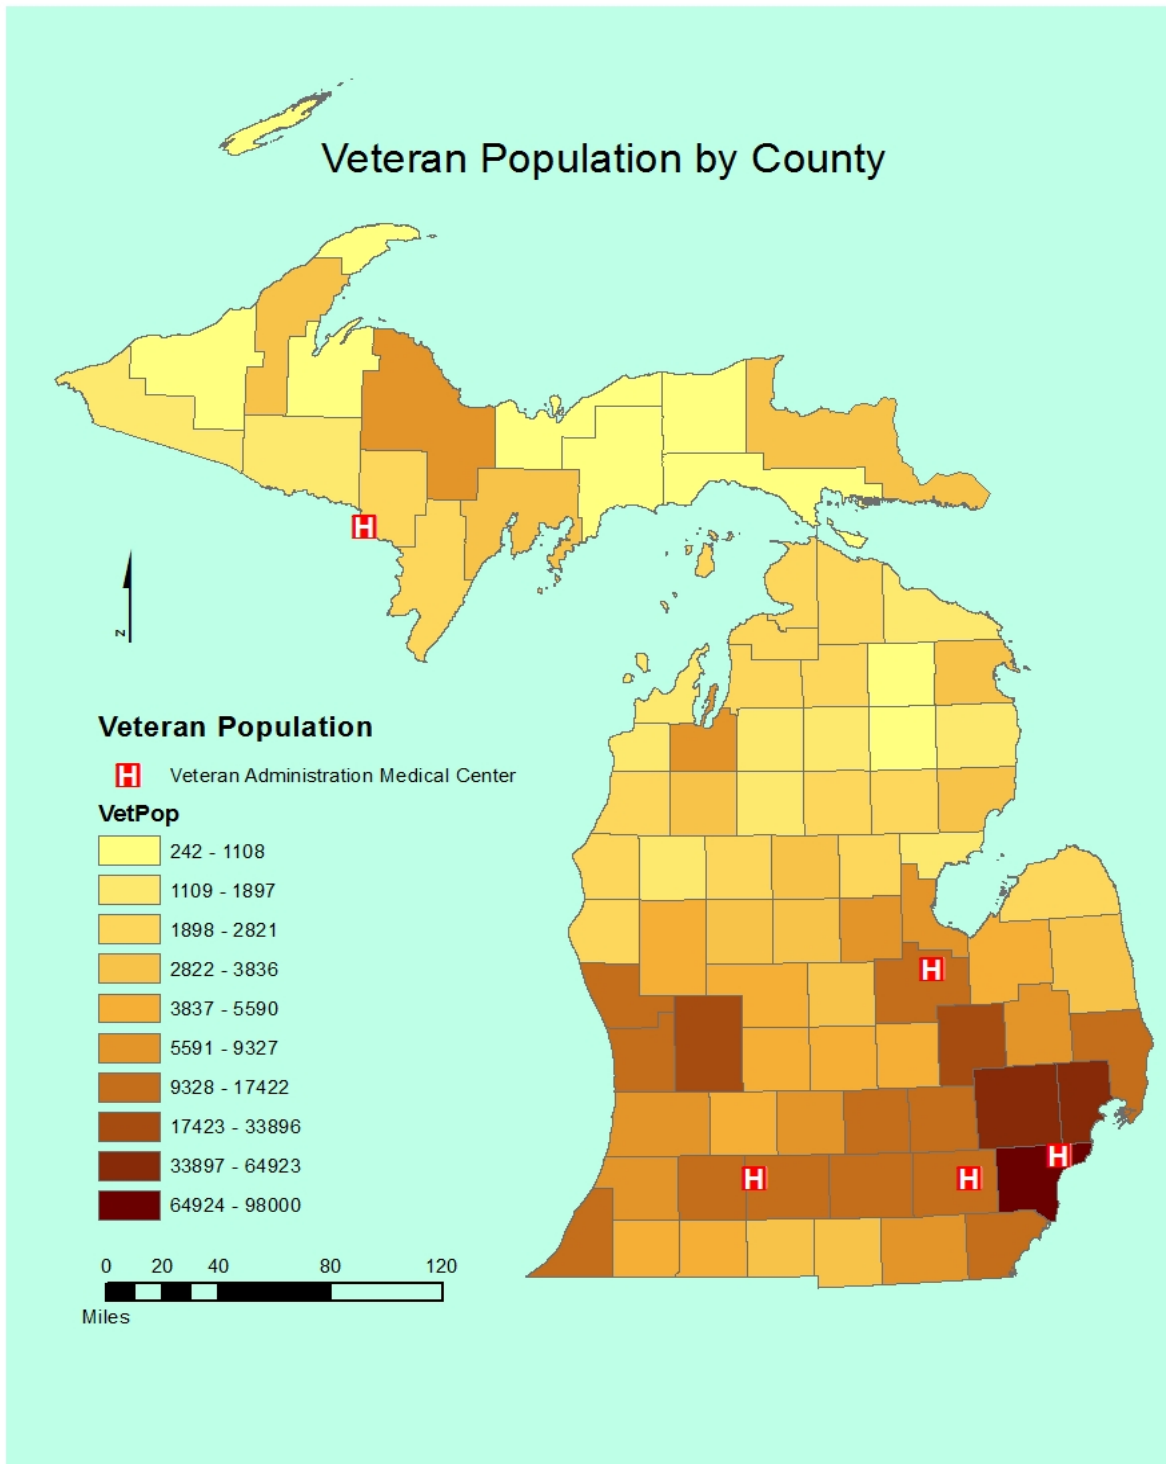 Veteran Population by County
H
H
H
H
H
z
Veteran Population
H Veteran Administration Medical Center
VetPop
242 - 1108
1109 - 1897
1898 - 2821
2822 - 3836
3837 - 5590
5591 - 9327
9328 - 17422
17423 - 33896
33897 - 64923
64924 - 98000
0 20 40 80 120
Miles